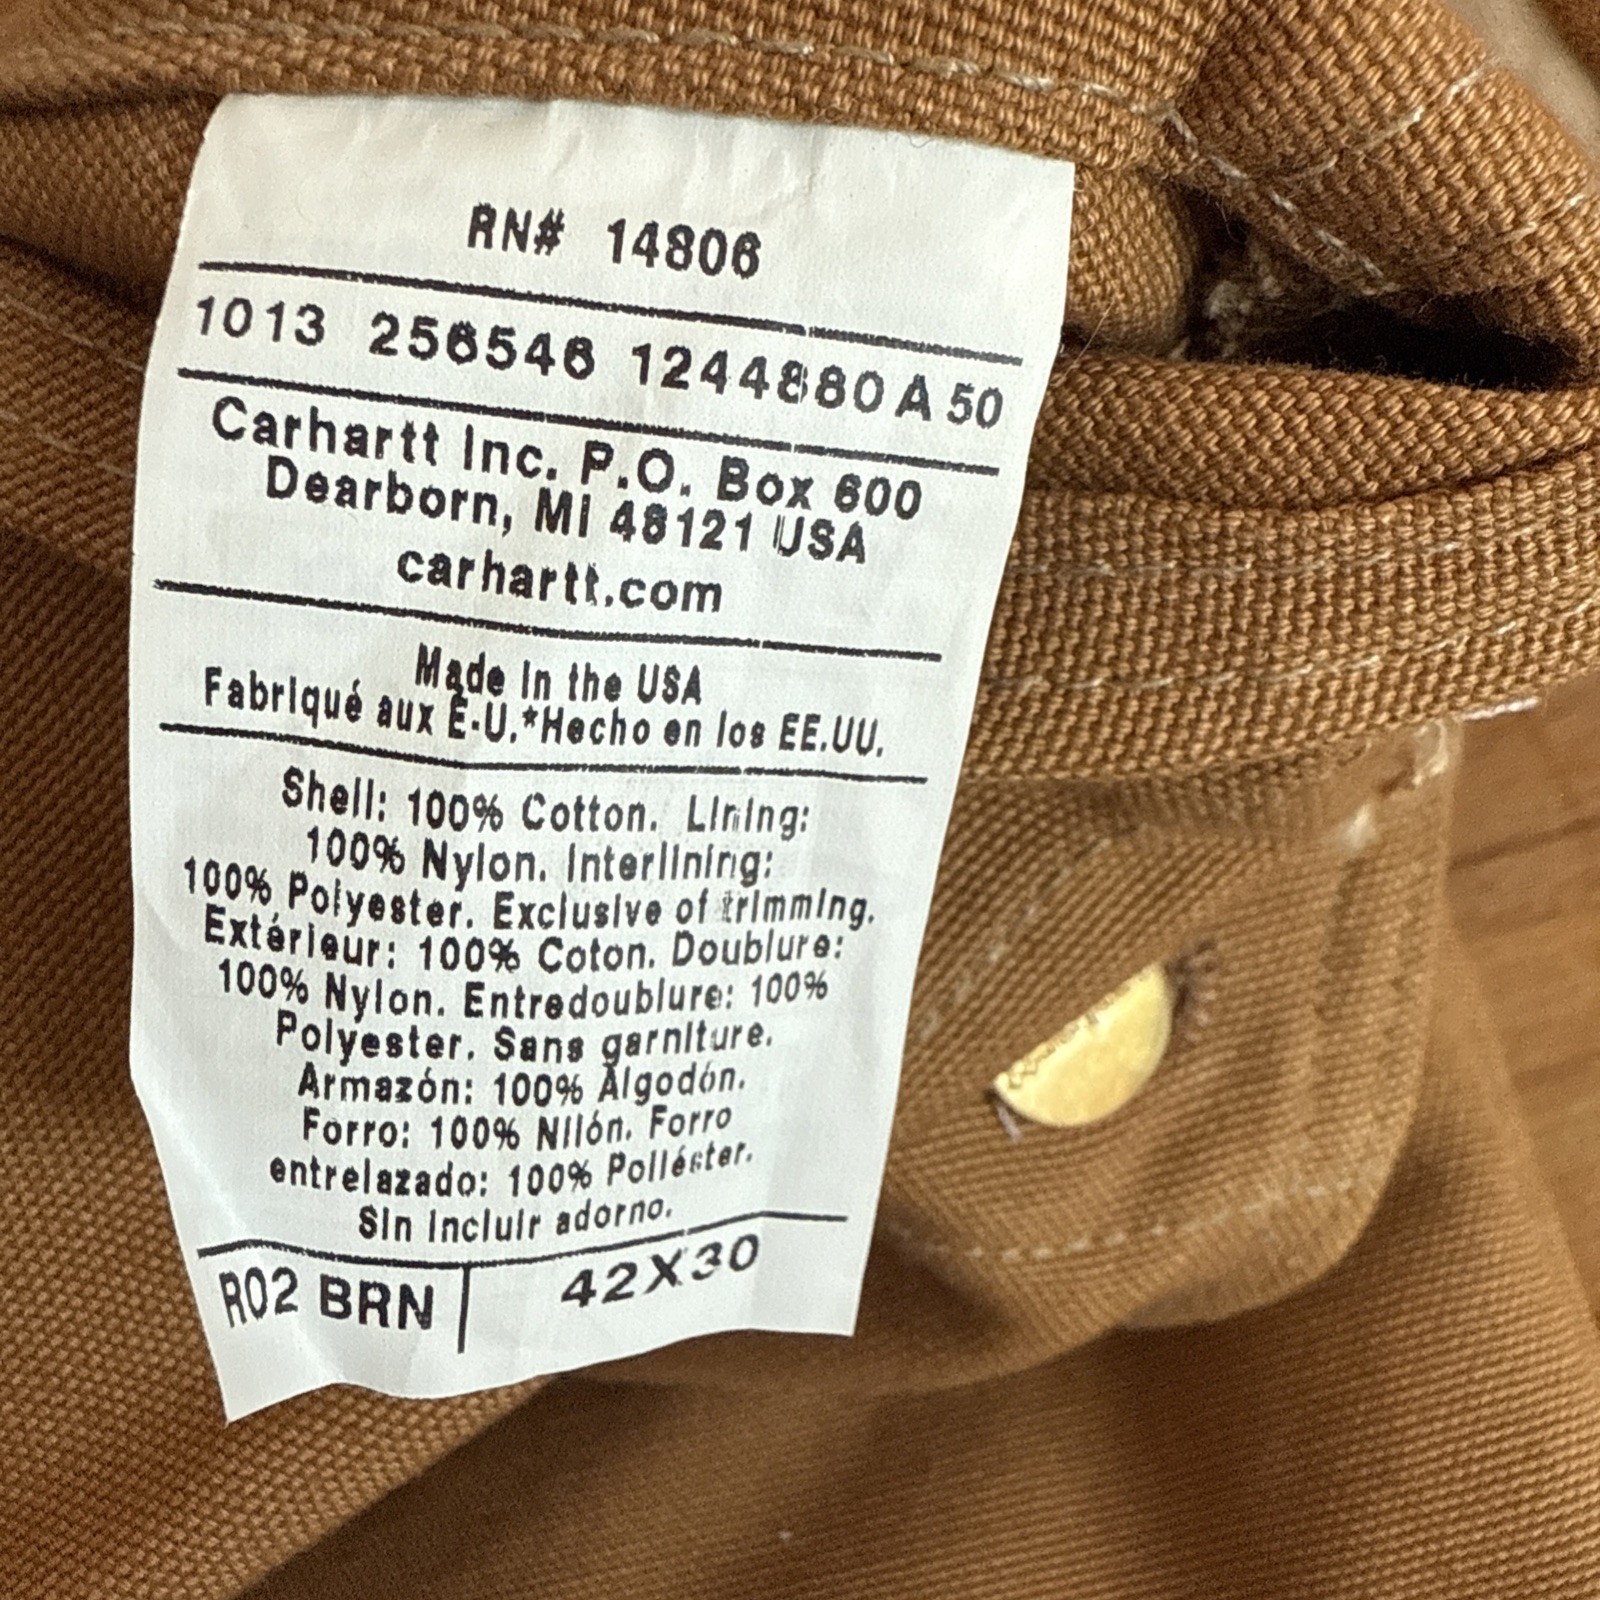 RN# 14806
1013 256546 1244880 A 50
Carhartt Inc. P.O. Box 600
Dearborn, MI 48121 USA
carhartt.com
Made in the USA
Fabriqué aux É-U.*Hecho en los EE.UU.
Shell: 100% Cotton. Lining:
100% Nylon. Interlining:
100% Polyester. Exclusive of trimming.
Extérieur: 100% Coton. Doublure:
100% Nylon. Entredoublure: 100%
Polyester. Sans garniture.
Armazón: 100% Algodón.
Forro: 100% Nilón. Forro
entrelazado: 100% Poliéster.
Sin incluir adorno.
R02 BRN | 42X30